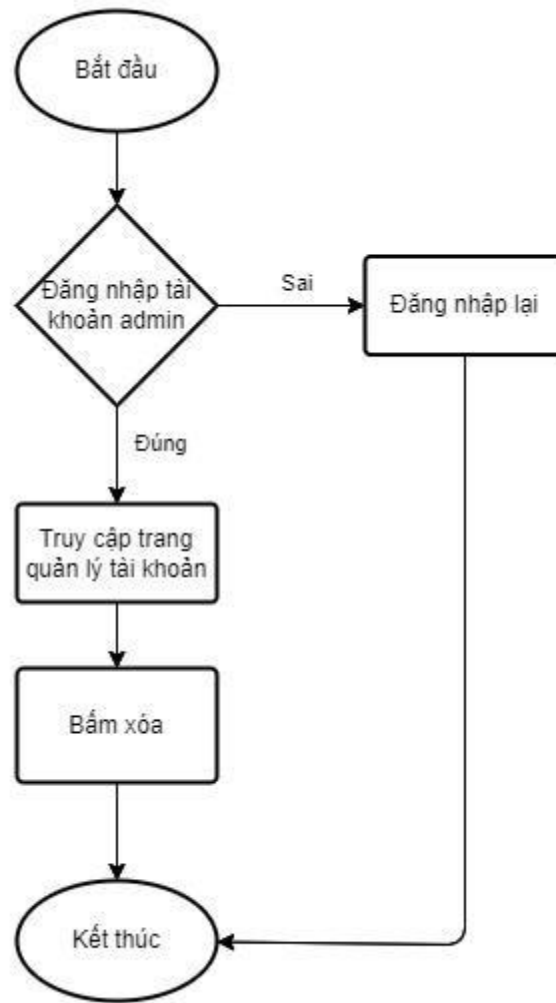 Bắt đầu
Đăng nhập tài
khoản admin
Sai
Đăng nhập lại
Đúng
Truy cập trang
quản lý tài khoản
Bấm xóa
Kết thúc